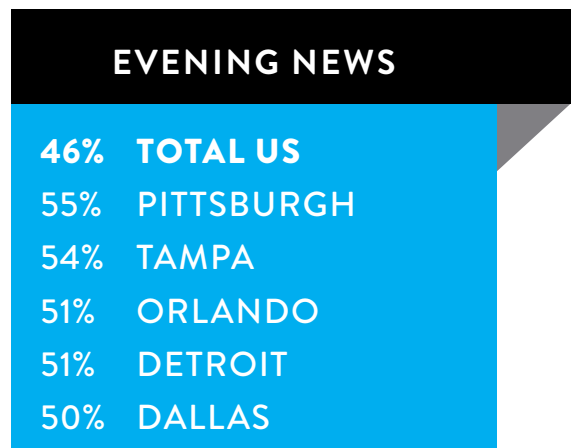 EVENING NEWS
46% TOTAL US
55% PITTSBURGH
54% TAMPA
51% ORLANDO
51% DETROIT
50% DALLAS